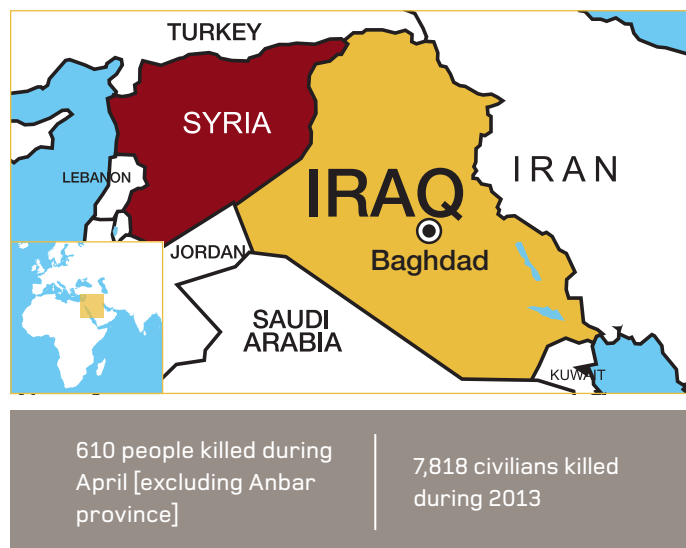 TURKEY
SYRIA
LEBANON
IRAN
IRAQ
JORDAN
Baghdad
SAUDI
ARABIA
KUWAIT
610 people killed during
April [excluding Anbar
province]
7,818 civilians killed
during 2013